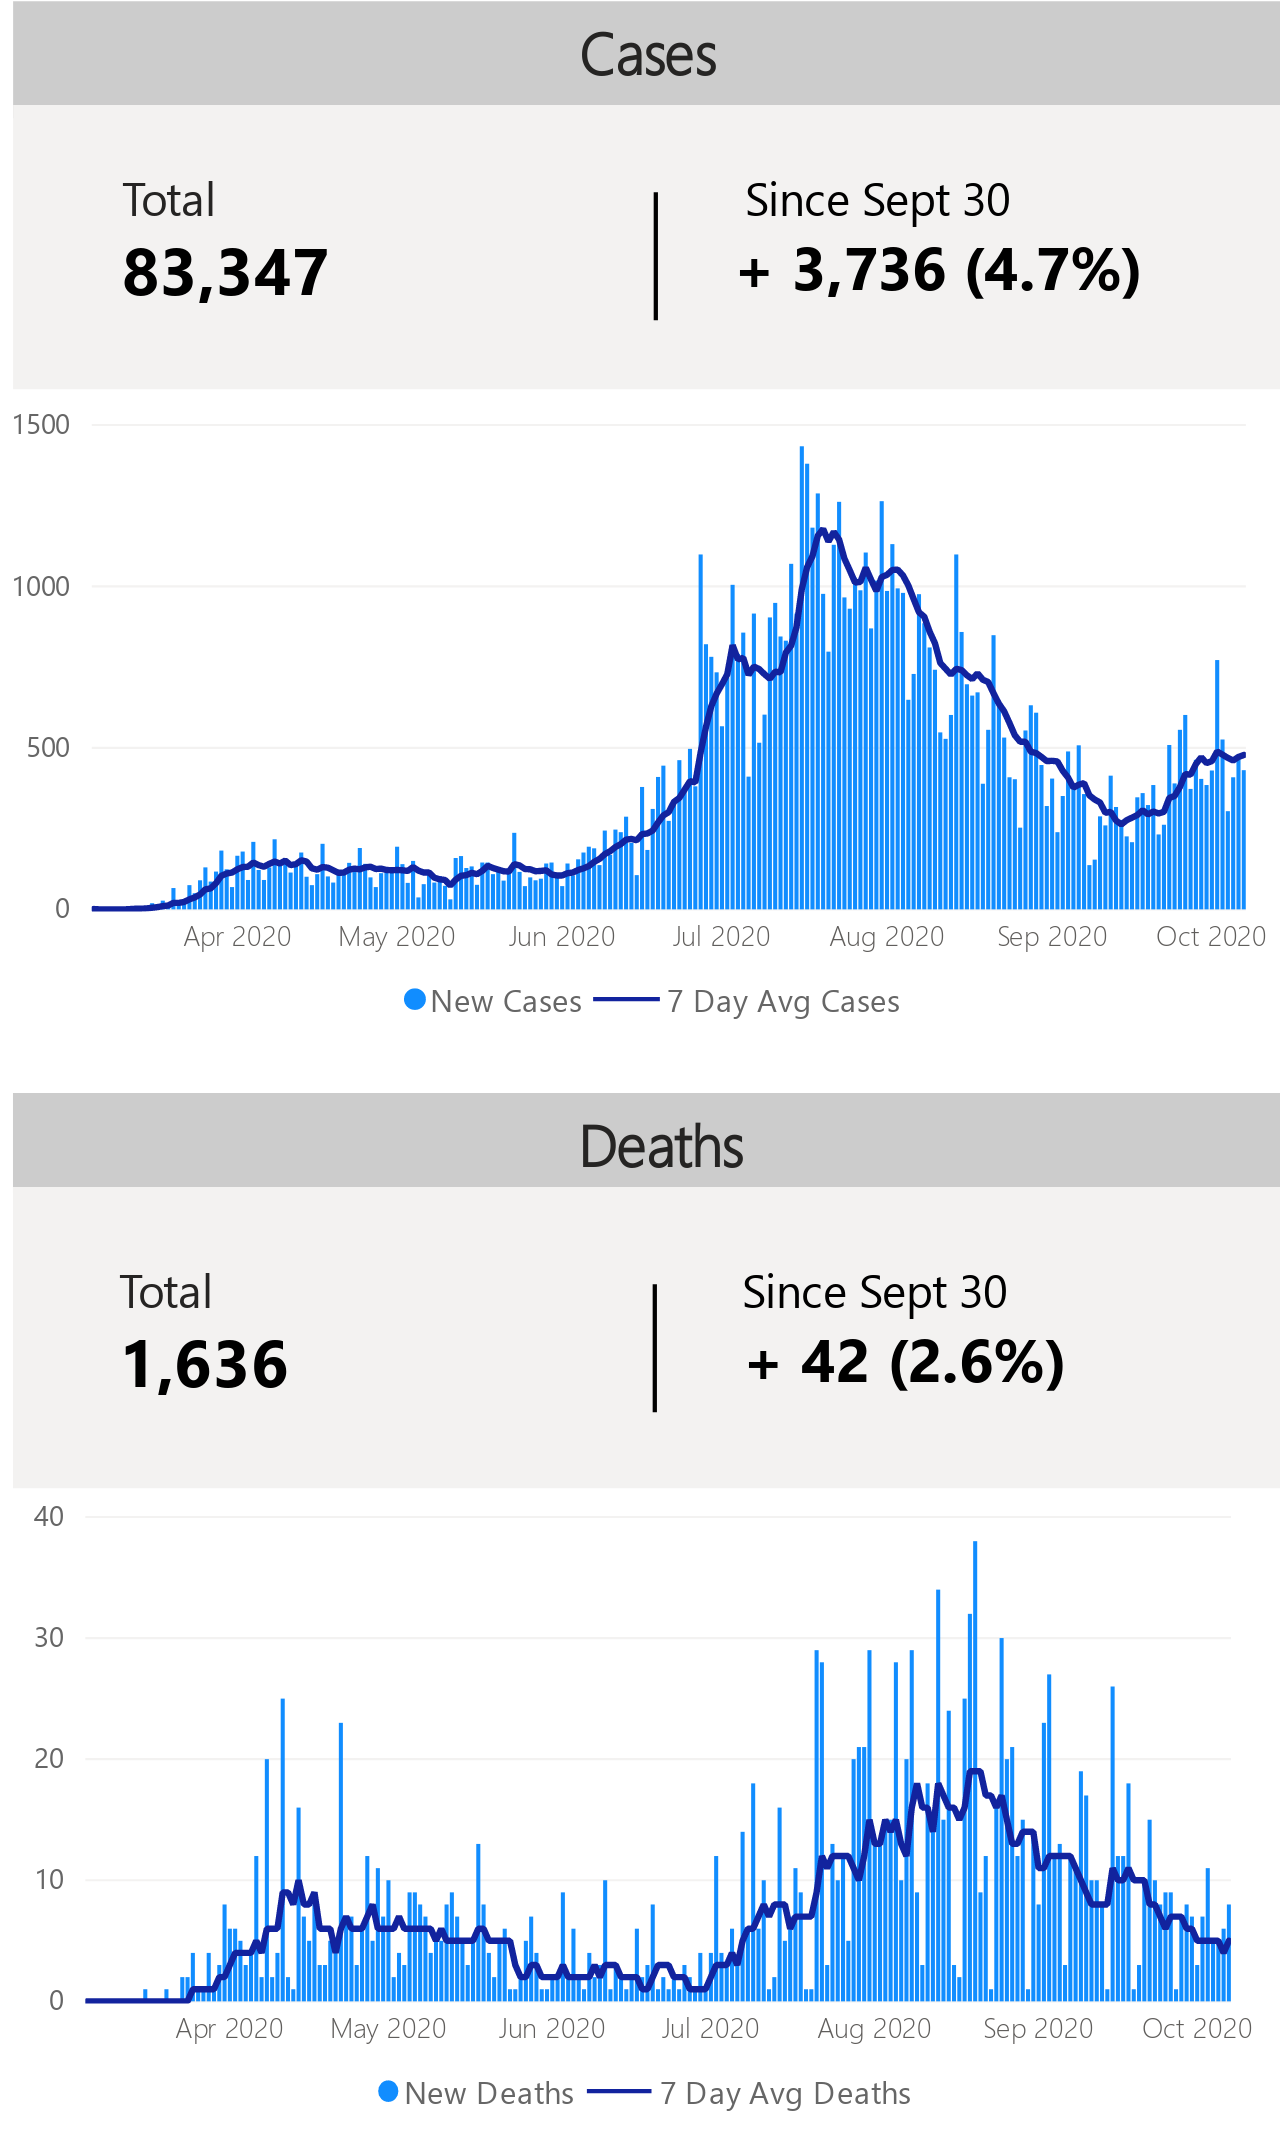 Cases
Total
Since Sept 30
83,347
+ 3,736 (4.7%)
1500
1000
500
0
Apr 2020 May 2020 Jun 2020 Jul 2020 Aug 2020 Sep 2020 Oct 2020
New Cases 7 Day Avg Cases
Deaths
Total
Since Sept 30
1,636
+ 42 (2.6%)
40
30
20
10
0
Apr 2020 May 2020 Jun 2020 Jul 2020 Aug 2020 Sep 2020 Oct 2020
New Deaths 7 Day Avg Deaths